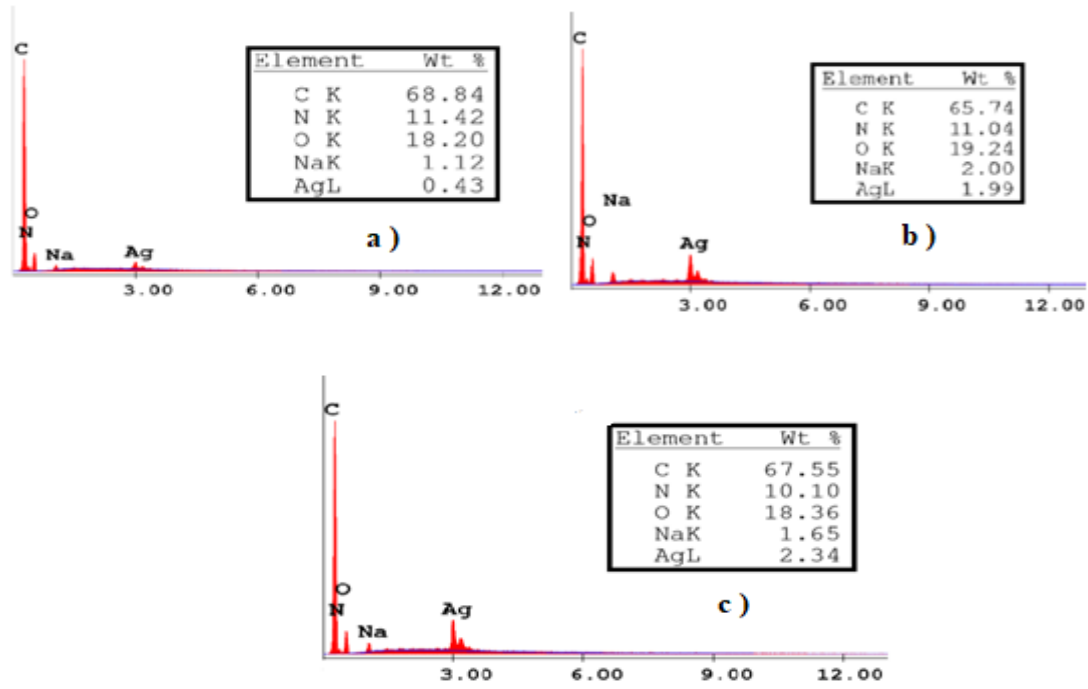 C
Element Wt %
C K 68.84
N K 11.42
O K 18.20
NaK 1.12
AgL 0.43
a )
O
N
Na Ag
3.00 6.00 9.00 12.00
C
Element Wt %
C K 65.74
N K 11.04
O K 19.24
NaK 2.00
AgL 1.99
b )
Na
O
N Ag
3.00 6.00 9.00 12.00
C
Element Wt %
C K 67.55
N K 10.10
O K 18.36
NaK 1.65
AgL 2.34
c )
O
N Ag
Na
3.00 6.00 9.00 12.00